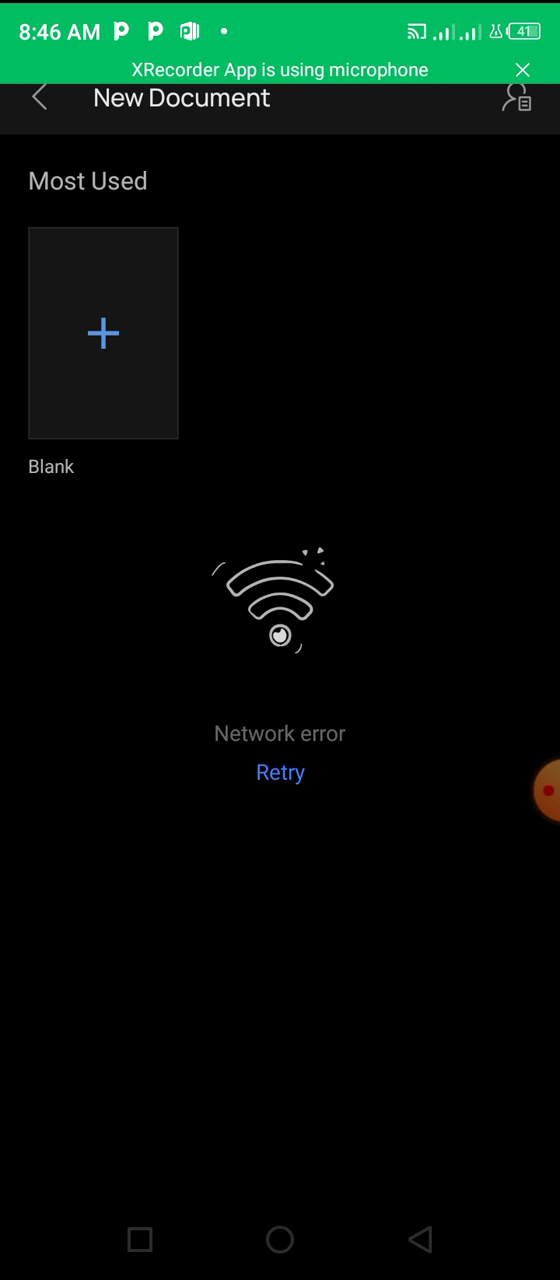 8:46 AM
41
XRecorder App is using microphone
New Document
Most Used
Blank
Network error
Retry